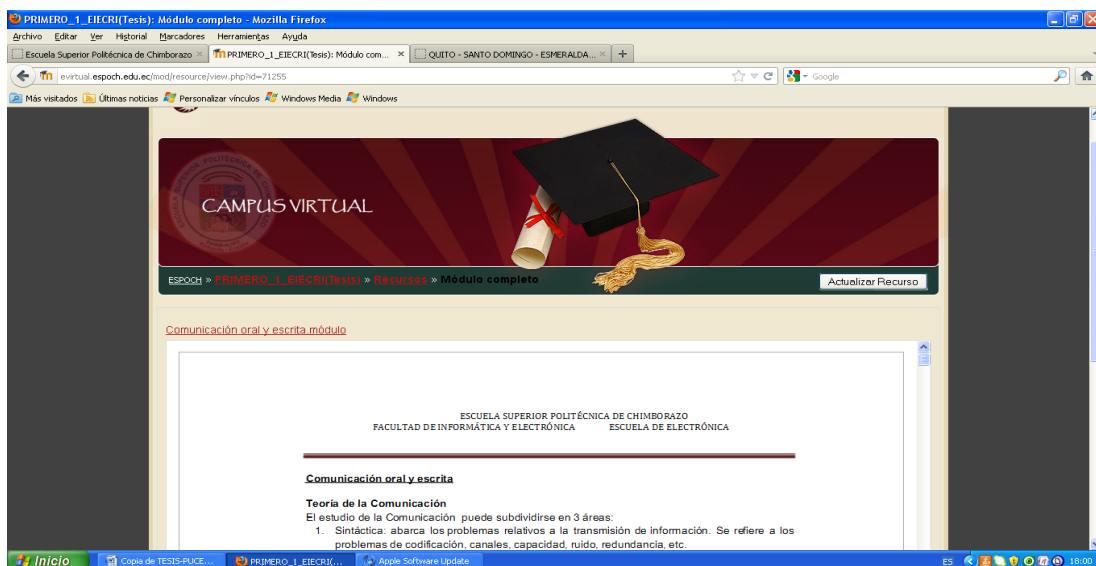 PRIMERO_1_EIECRI(Tesis): Módulo completo - Mozilla Firefox
Archivo Editar Ver Historial Marcadores Herramientas Ayuda
Escuela Superior Politécnica de Chimborazo
PRIMERO_1_EIECRI(Tesis): Módulo com...
QUITO - SANTO DOMINGO - ESMERALDA...
evirtual.espoch.edu.ec/mod/resource/view.php?id=71255
Google
Más visitados Últimas noticias Personalizar vínculos Windows Media Windows
CAMPUS VIRTUAL
ESPOCH » PRIMERO_1_EIECRI(Tesis) » Recursos » Módulo completo
Actualizar Recurso
Comunicación oral y escrita módulo
ESCUELA SUPERIOR POLITÉCNICA DE CHIMBORAZO
FACULTAD DE INFORMÁTICA Y ELECTRÓNICA ESCUELA DE ELECTRÓNICA
Comunicación oral y escrita
Teoría de la Comunicación
El estudio de la Comunicación puede subdividirse en 3 áreas:
1. Sintáctica: abarca los problemas relativos a la transmisión de información. Se refiere a los
problemas de codificación, canales, capacidad, ruido, redundancia, etc.
Inicio
Copia de TESIS-PUCE...
PRIMERO_1_EIECRI(...
Apple Software Update
ES
18:00